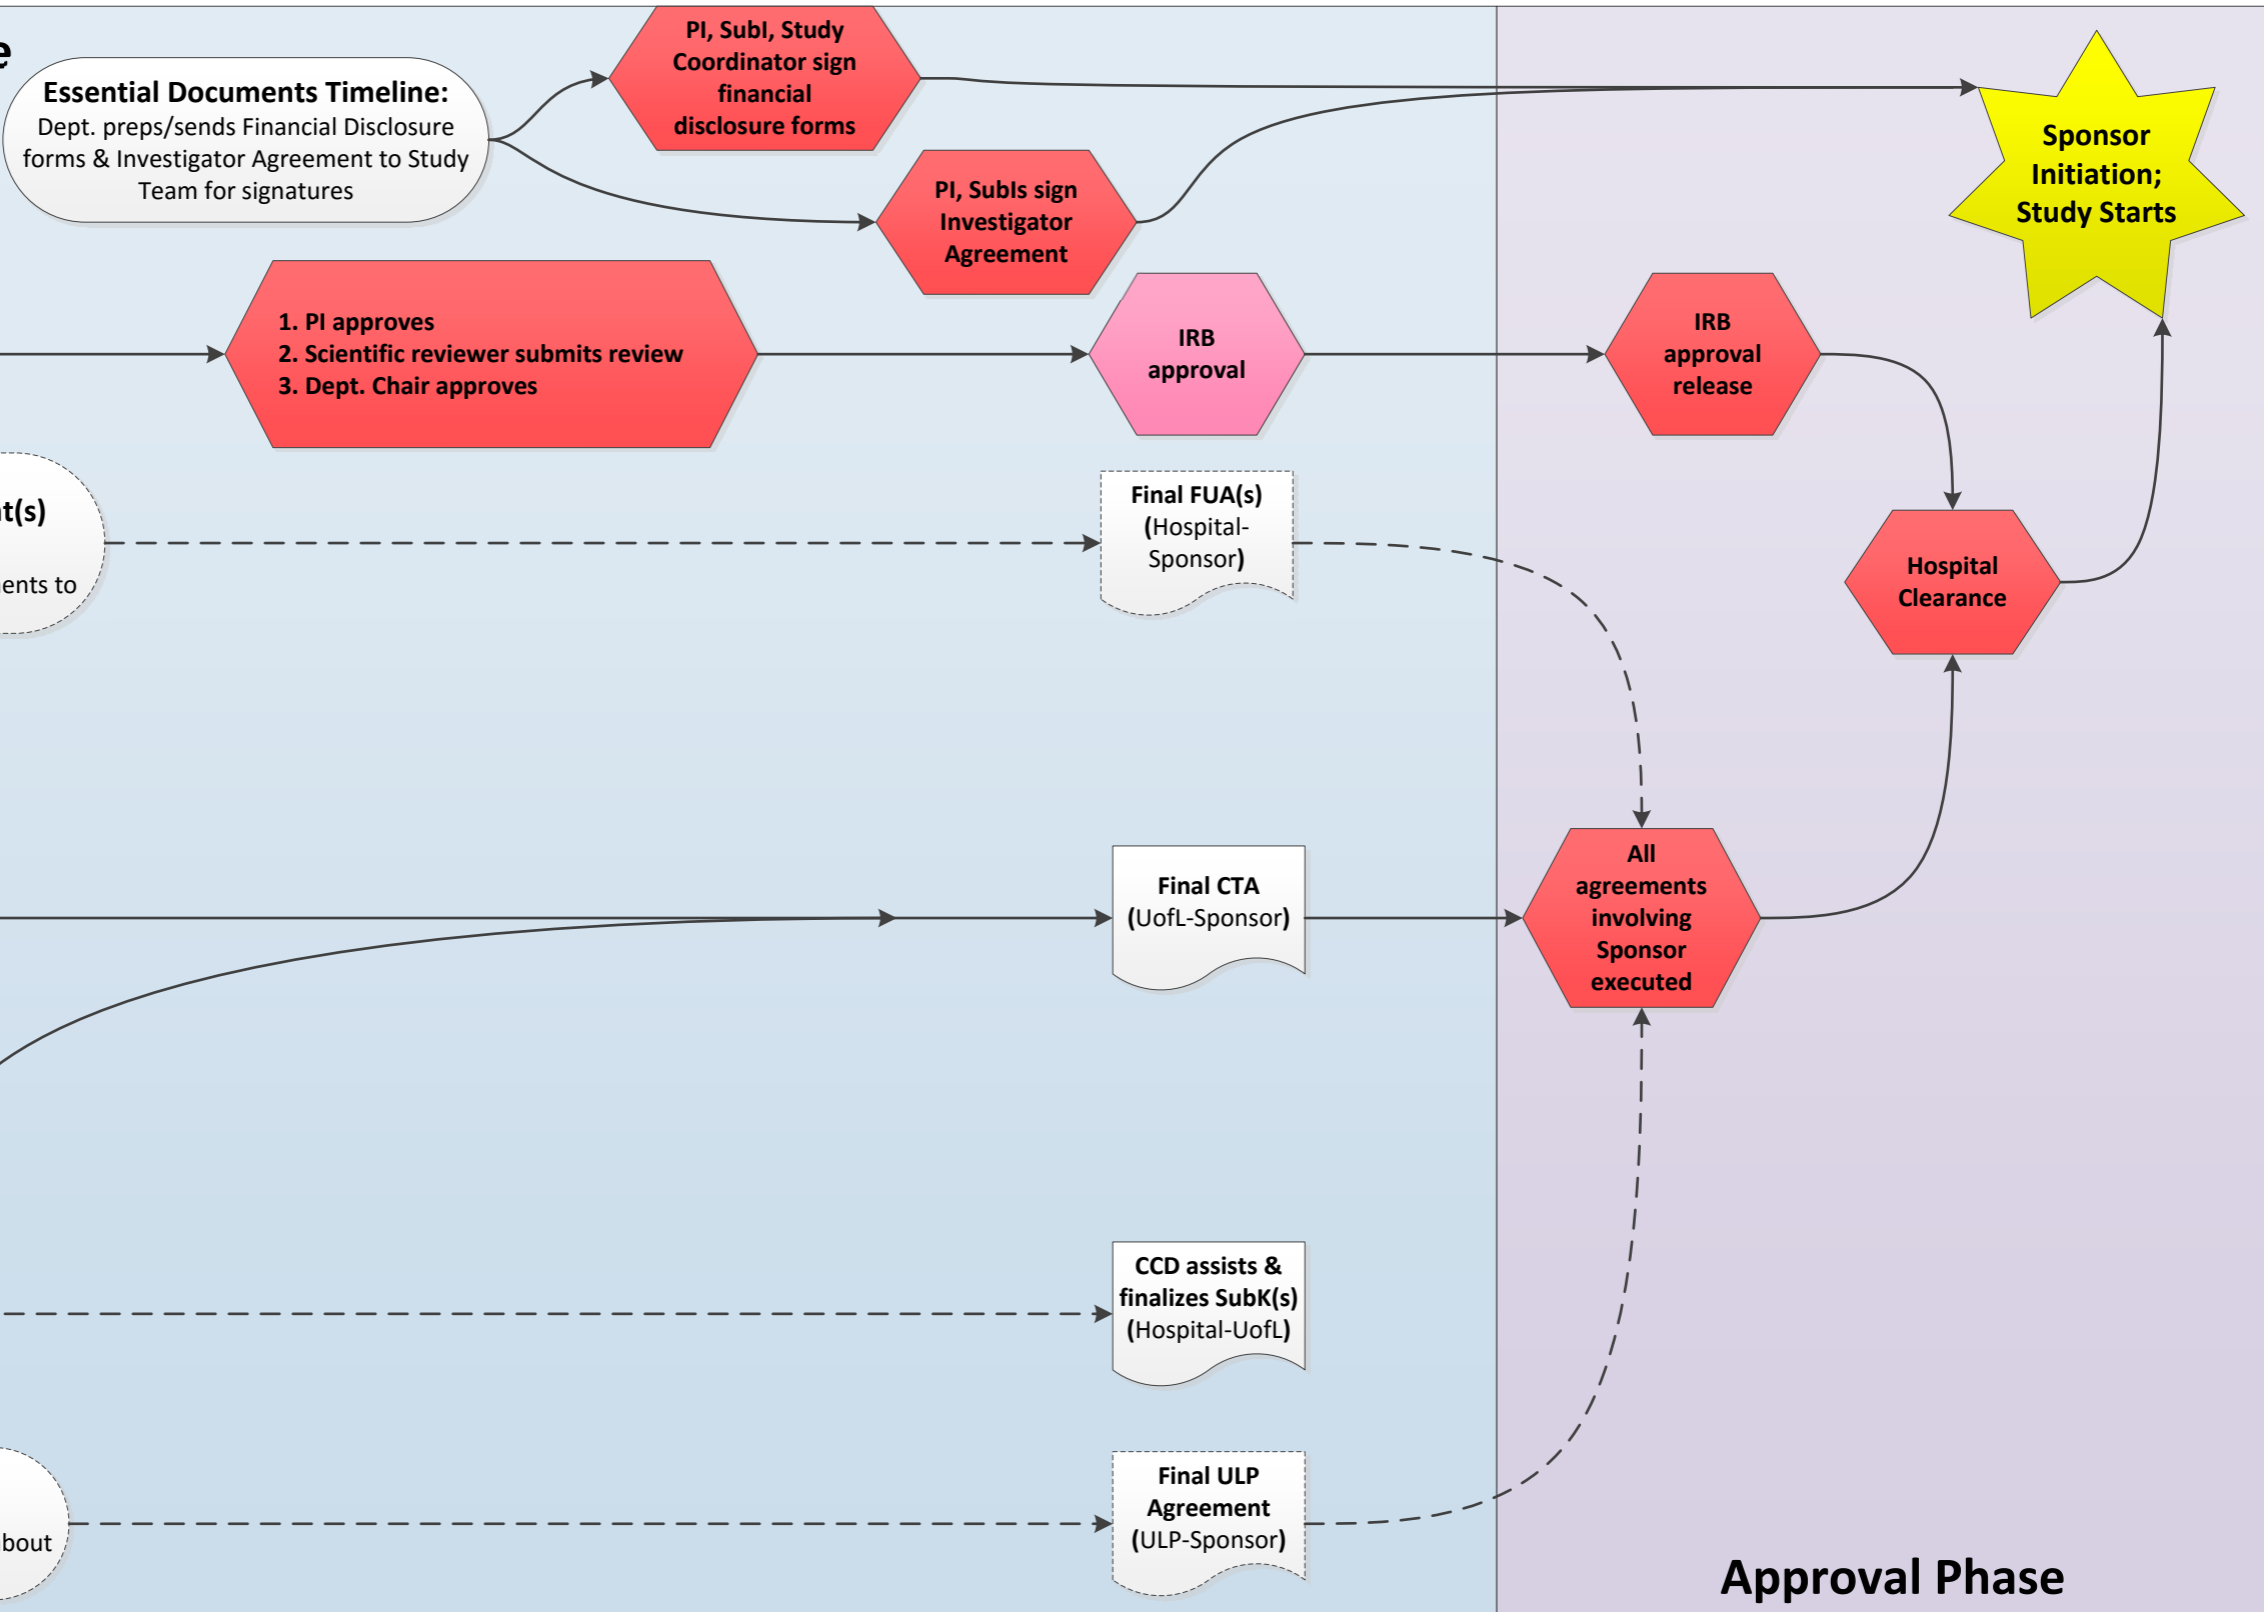 e
Essential Documents Timeline:
Dept. preps/sends Financial Disclosure
forms & Investigator Agreement to Study
Team for signatures
PI, SubI, Study
Coordinator sign
financial
disclosure forms
PI, SubIs sign
Investigator
Agreement
Sponsor
Initiation;
Study Starts
1. PI approves
2. Scientific reviewer submits review
3. Dept. Chair approves
IRB
approval
IRB
approval
release
t(s)
ents to
Final FUA(s)
(Hospital-
Sponsor)
Hospital
Clearance
Final CTA
(UofL-Sponsor)
All
agreements
involving
Sponsor
executed
CCD assists &
finalizes SubK(s)
(Hospital-UofL)
bout
Final ULP
Agreement
(ULP-Sponsor)
Approval Phase